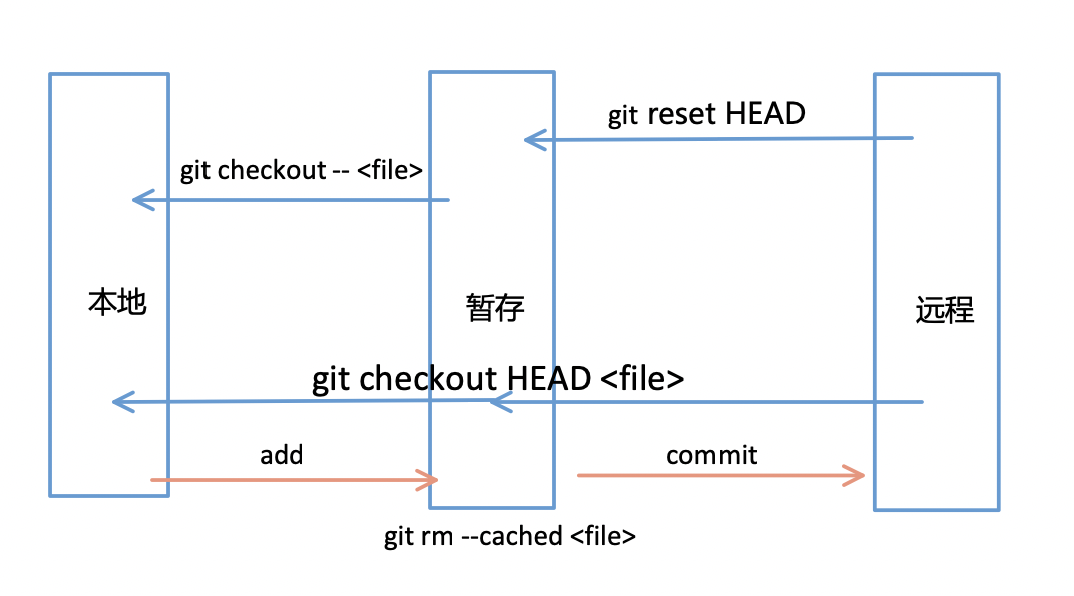 git reset HEAD
git checkout -- <file>
本地
暂存
远程
git checkout HEAD <file>
add
commit
git rm --cached <file>